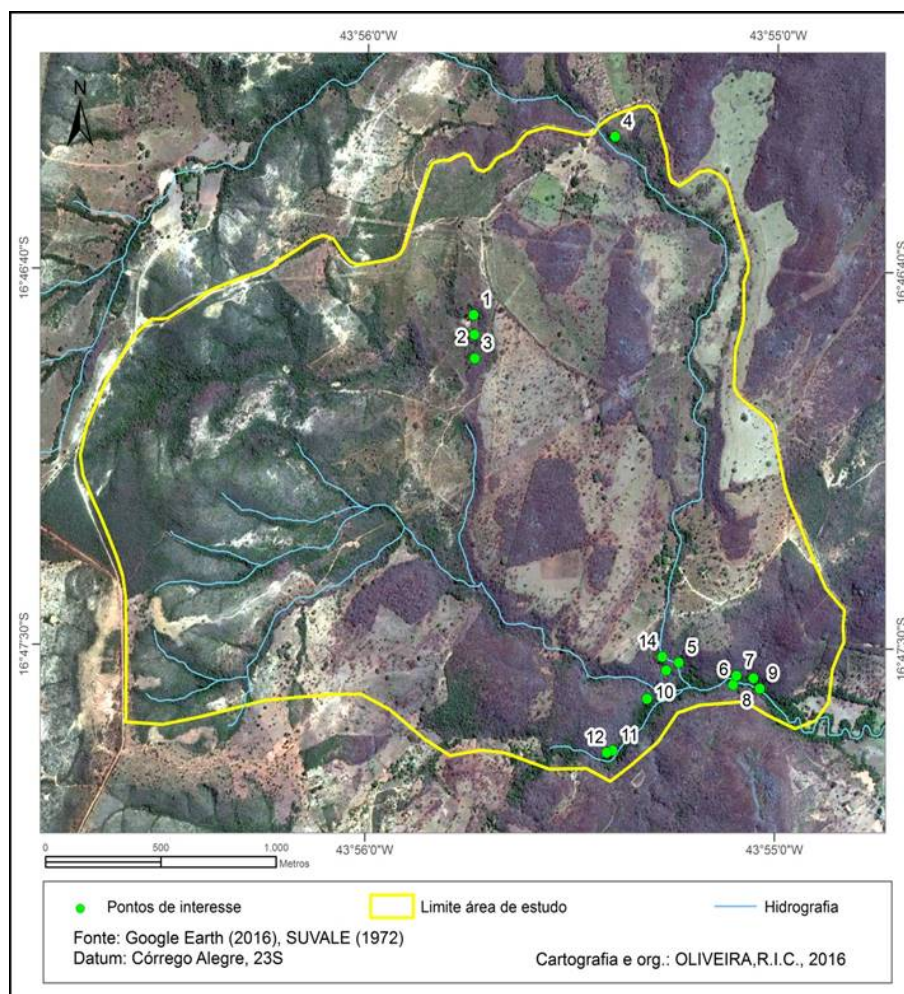 43°56'0"W 43°55'0"W
N
4
16°46'40"S 16°46'40"S
1
2 3
16°47'30"S 16°47'30"S
14 5
7
6 9
10 8
12 11
43°56'0"W 43°55'0"W
0 500 1.000
Metros
Pontos de interesse Limite área de estudo Hidrografia
Fonte: Google Earth (2016), SUVALE (1972)
Datum: Córrego Alegre, 23S Cartografia e org.: OLIVEIRA,R.I.C., 2016